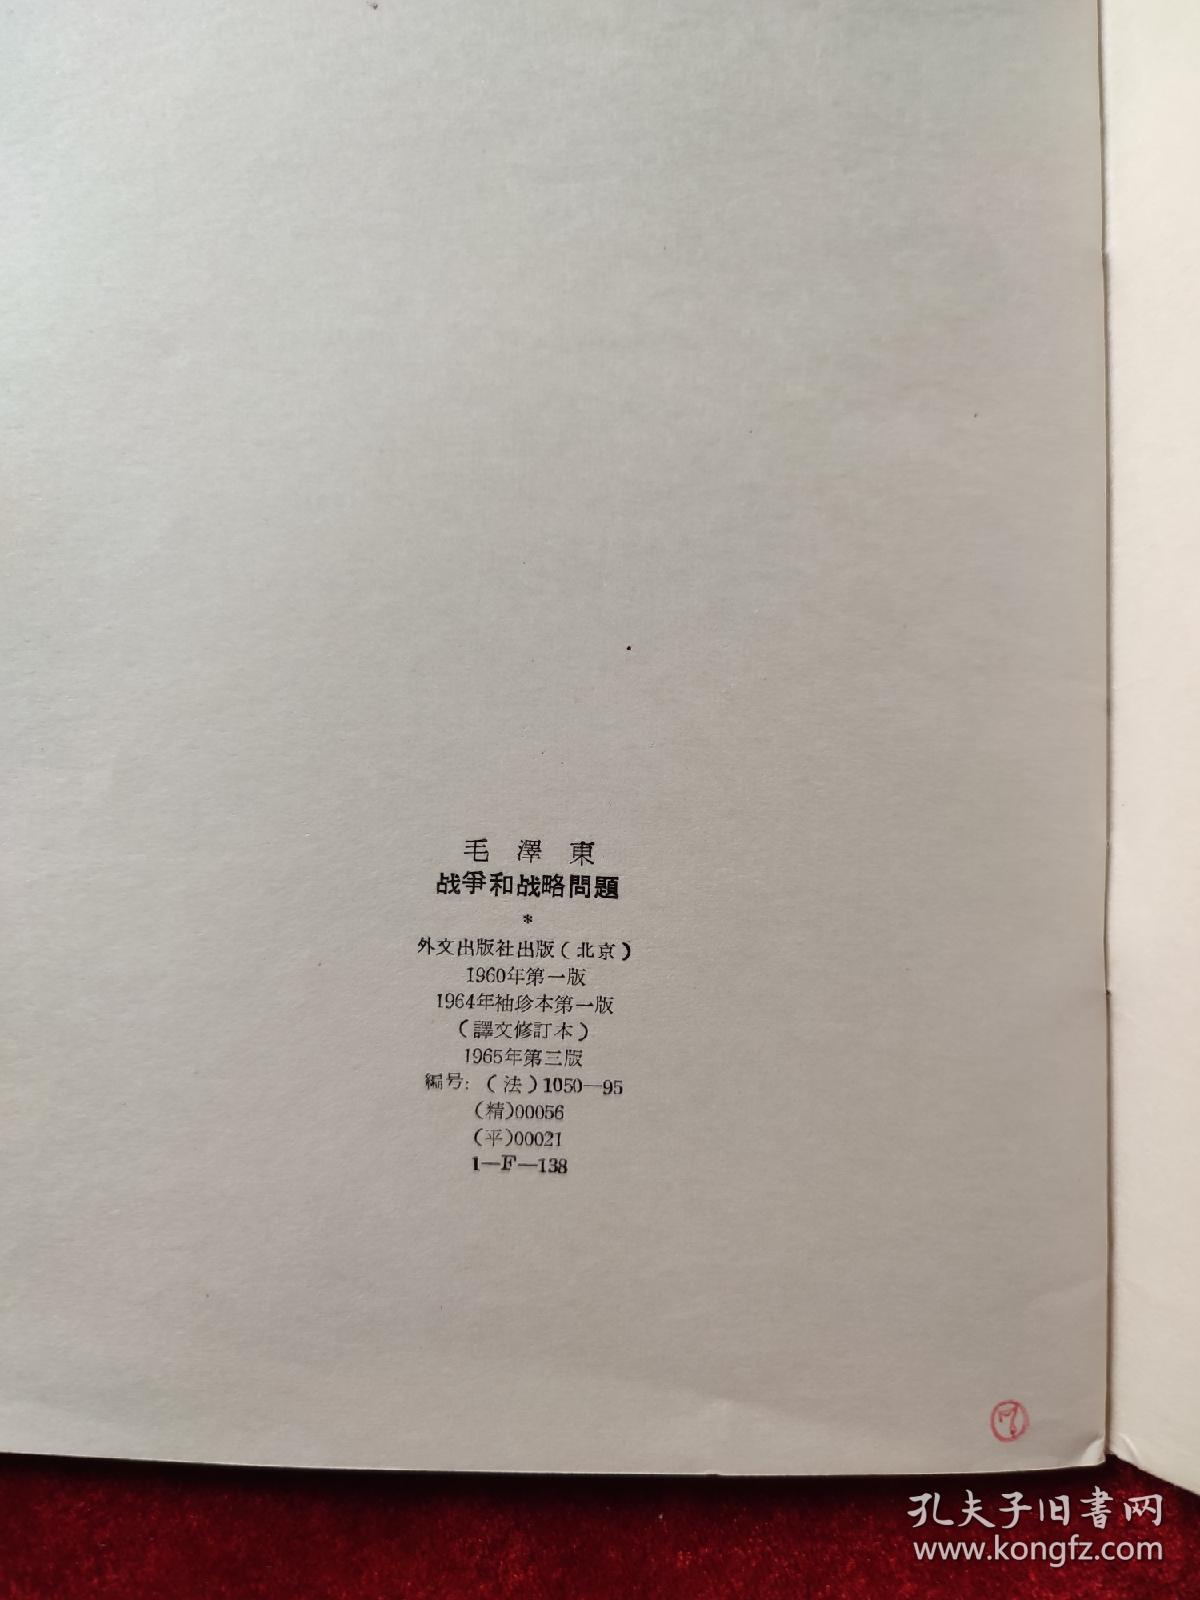 毛澤東
战爭和战略問題
*
外文出版社出版(北京)
1960年第一版
1964年袖珍本第一版
(譯文修訂本)
1965年第三版
編号:(法)1050—95
(精)00056
(平)00021
1—F—138
孔夫子旧書网
www.kongfz.com